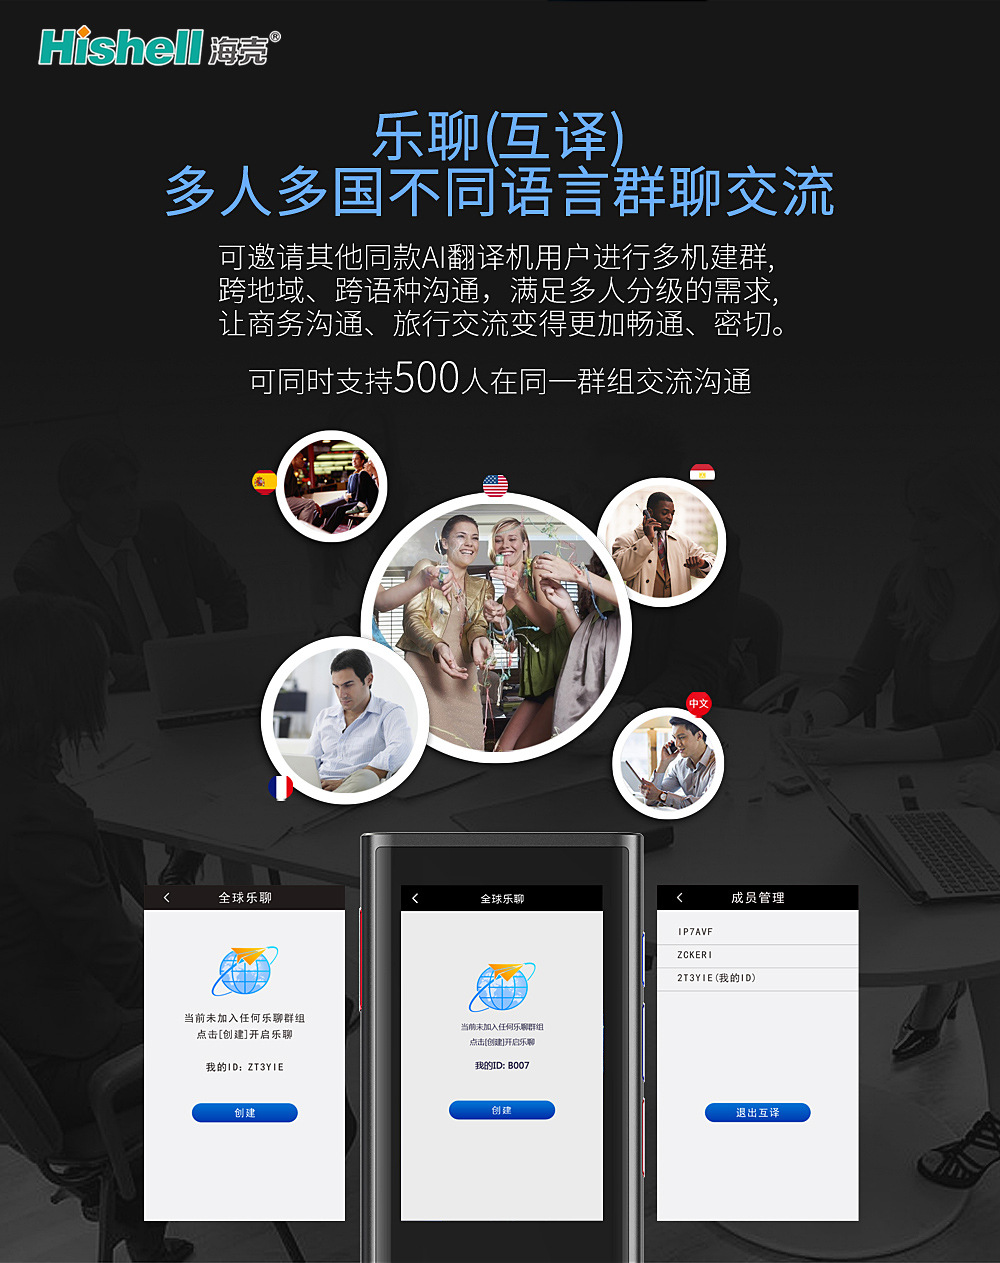 Hishell 海壳®
乐聊(互译)
多人多国不同语言群聊交流
可邀请其他同款AI翻译机用户进行多机建群,
跨地域、跨语种沟通，满足多人分级的需求,
让商务沟通、旅行交流变得更加畅通、密切。
可同时支持500人在同一群组交流沟通
中文
全球乐聊
当前未加入任何乐聊群组
点击[创建]开启乐聊
我的ID: ZT3YIE
创建
全球乐聊
当前未加入任何乐聊群组
点击[创建]开启乐聊
我的ID: B007
创建
成员管理
IP7AVF
ZCKERI
2T3YIE(我的ID)
退出互译